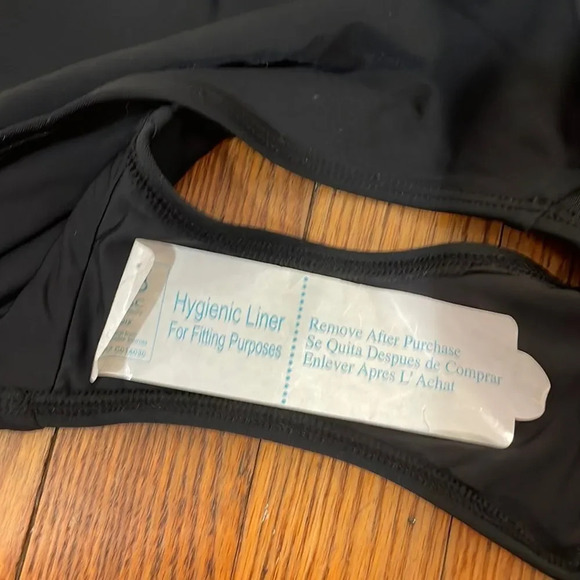 Hygienic Liner
For Fitting Purposes
Remove After Purchase
Se Quita Despues de Comprar
Enlever Apres L' Achat